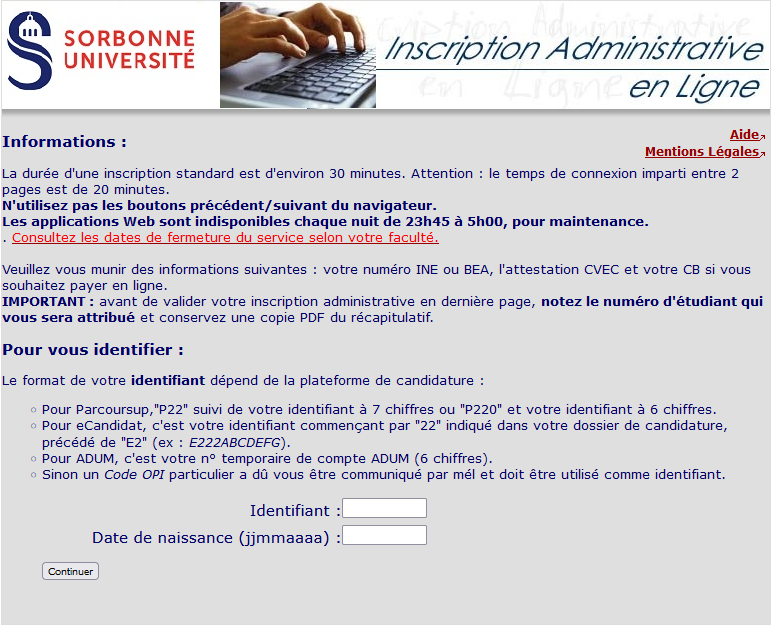 SORBONNE
UNIVERSITÉ
Inscription Administrative
en Ligne
Aide
Mentions Légales
Informations :
La durée d'une inscription standard est d'environ 30 minutes. Attention : le temps de connexion imparti entre 2
pages est de 20 minutes.
N'utilisez pas les boutons précédent/suivant du navigateur.
Les applications Web sont indisponibles chaque nuit de 23h45 à 5h00, pour maintenance.
. Consultez les dates de fermeture du service selon votre faculté.
Veuillez vous munir des informations suivantes : votre numéro INE ou BEA, l'attestation CVEC et votre CB si vous
souhaitez payer en ligne.
IMPORTANT : avant de valider votre inscription administrative en dernière page, notez le numéro d'étudiant qui
vous sera attribué et conservez une copie PDF du récapitulatif.
Pour vous identifier :
Le format de votre identifiant dépend de la plateforme de candidature :
Pour Parcoursup,"P22" suivi de votre identifiant à 7 chiffres ou "P220" et votre identifiant à 6 chiffres.
Pour eCandidat, c'est votre identifiant commençant par "22" indiqué dans votre dossier de candidature,
précédé de "E2" (ex : E222ABCDEFG).
Pour ADUM, c'est votre n° temporaire de compte ADUM (6 chiffres).
Sinon un Code OPI particulier a dû vous être communiqué par mél et doit être utilisé comme identifiant.
Identifiant :
Date de naissance (jjmmaaaa) :
Continuer